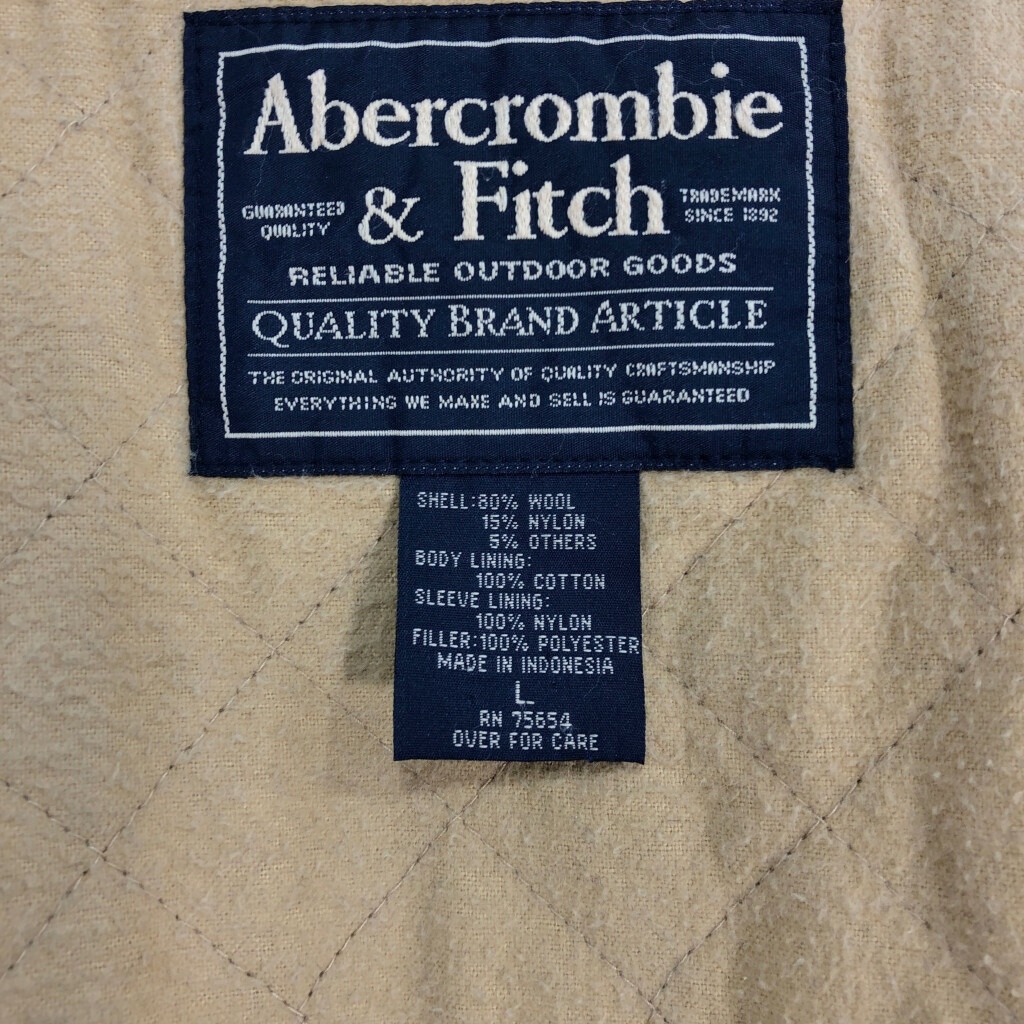 Abercrombie
& Fitch
GUARANTEED
QUALITY
TRADEMARK
SINCE 1892
RELIABLE OUTDOOR GOODS
QUALITY BRAND ARTICLE
THE ORIGINAL AUTHORITY OF QUALITY CRAFTSMANSHIP
EVERYTHING WE MAKE AND SELL IS GUARANTEED
SHELL:80% WOOL
15% NYLON
5% OTHERS
BODY LINING:
100% COTTON
SLEEVE LINING:
100% NYLON
FILLER:100% POLYESTER
MADE IN INDONESIA
L
RN 75654
OVER FOR CARE